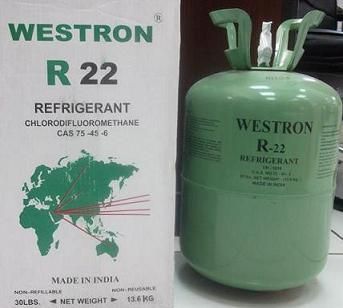 WESTRON®
R 22
REFRIGERANT
CHLORODIFLUOROMETHANE
CAS 75 -45 -6
MADE IN INDIA
NON-REFILLABLE NON-REUSABLE
30LBS. ◄ NET WEIGHT ► 13.6 KG
WESTRON
R-22
REFRIGERANT
MADE IN INDIA